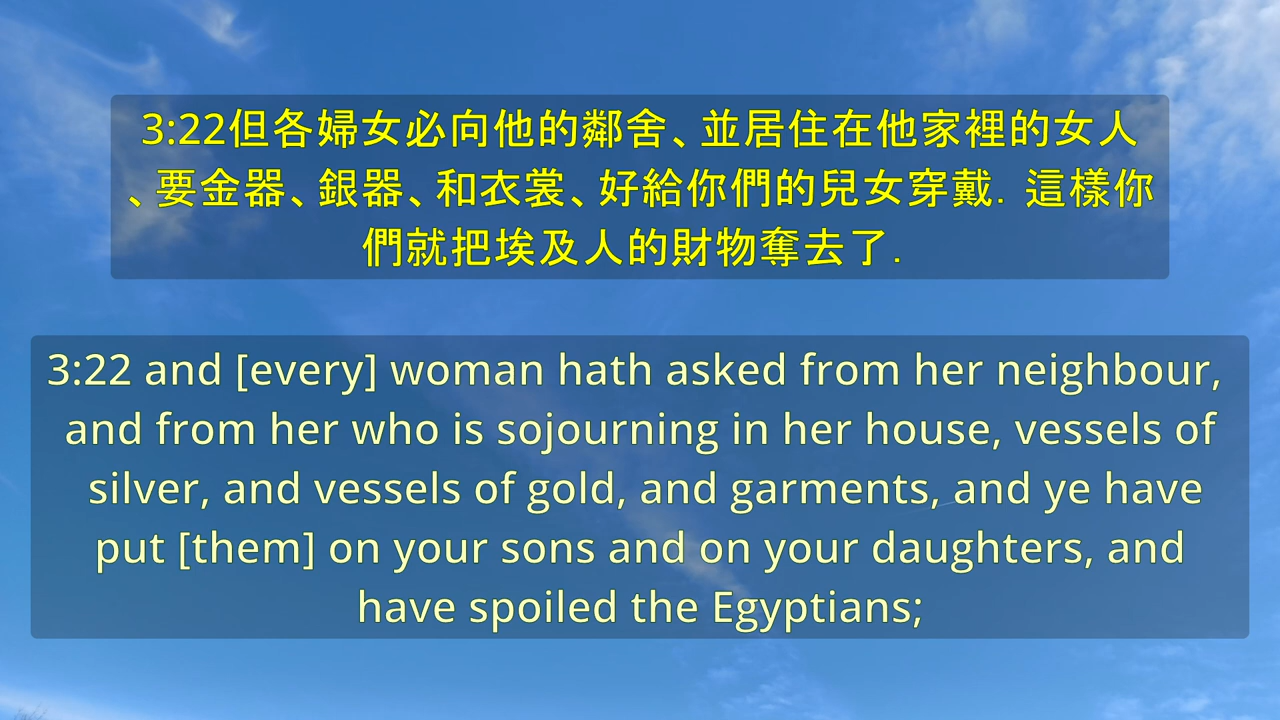 3:22但各婦女必向他的鄰舍、並居住在他家裡的女人
、要金器、銀器、和衣裳、好給你們的兒女穿戴. 這樣你
們就把埃及人的財物奪去了.
3:22 and [every] woman hath asked from her neighbour,
and from her who is sojourning in her house, vessels of
silver, and vessels of gold, and garments, and ye have
put [them] on your sons and on your daughters, and
have spoiled the Egyptians;